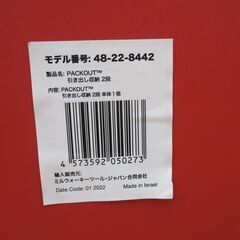 モデル番号: 48-22-8442
製品名: PACKOUT™
引き出し収納 2段
内容: PACKOUT™
引き出し収納 2段 本体1個
4 573592 050273
輸入販売元:
ミルウォーキーツール・ジャパン合同会社
Date Code: 01 2022
Made in Israel